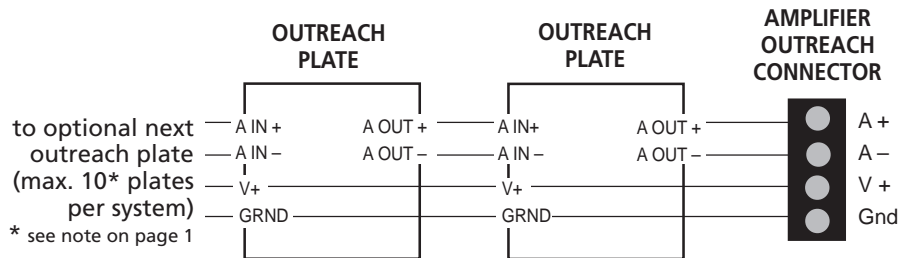 OUTREACH
PLATE
OUTREACH
PLATE
AMPLIFIER
OUTREACH
CONNECTOR
to optional next
outreach plate
(max. 10* plates
per system)
* see note on page 1
A IN +
A OUT +
A IN+
A OUT +
A +
A IN –
A OUT –
A IN –
A OUT –
A –
V+
V+
V +
GRND
GRND
Gnd